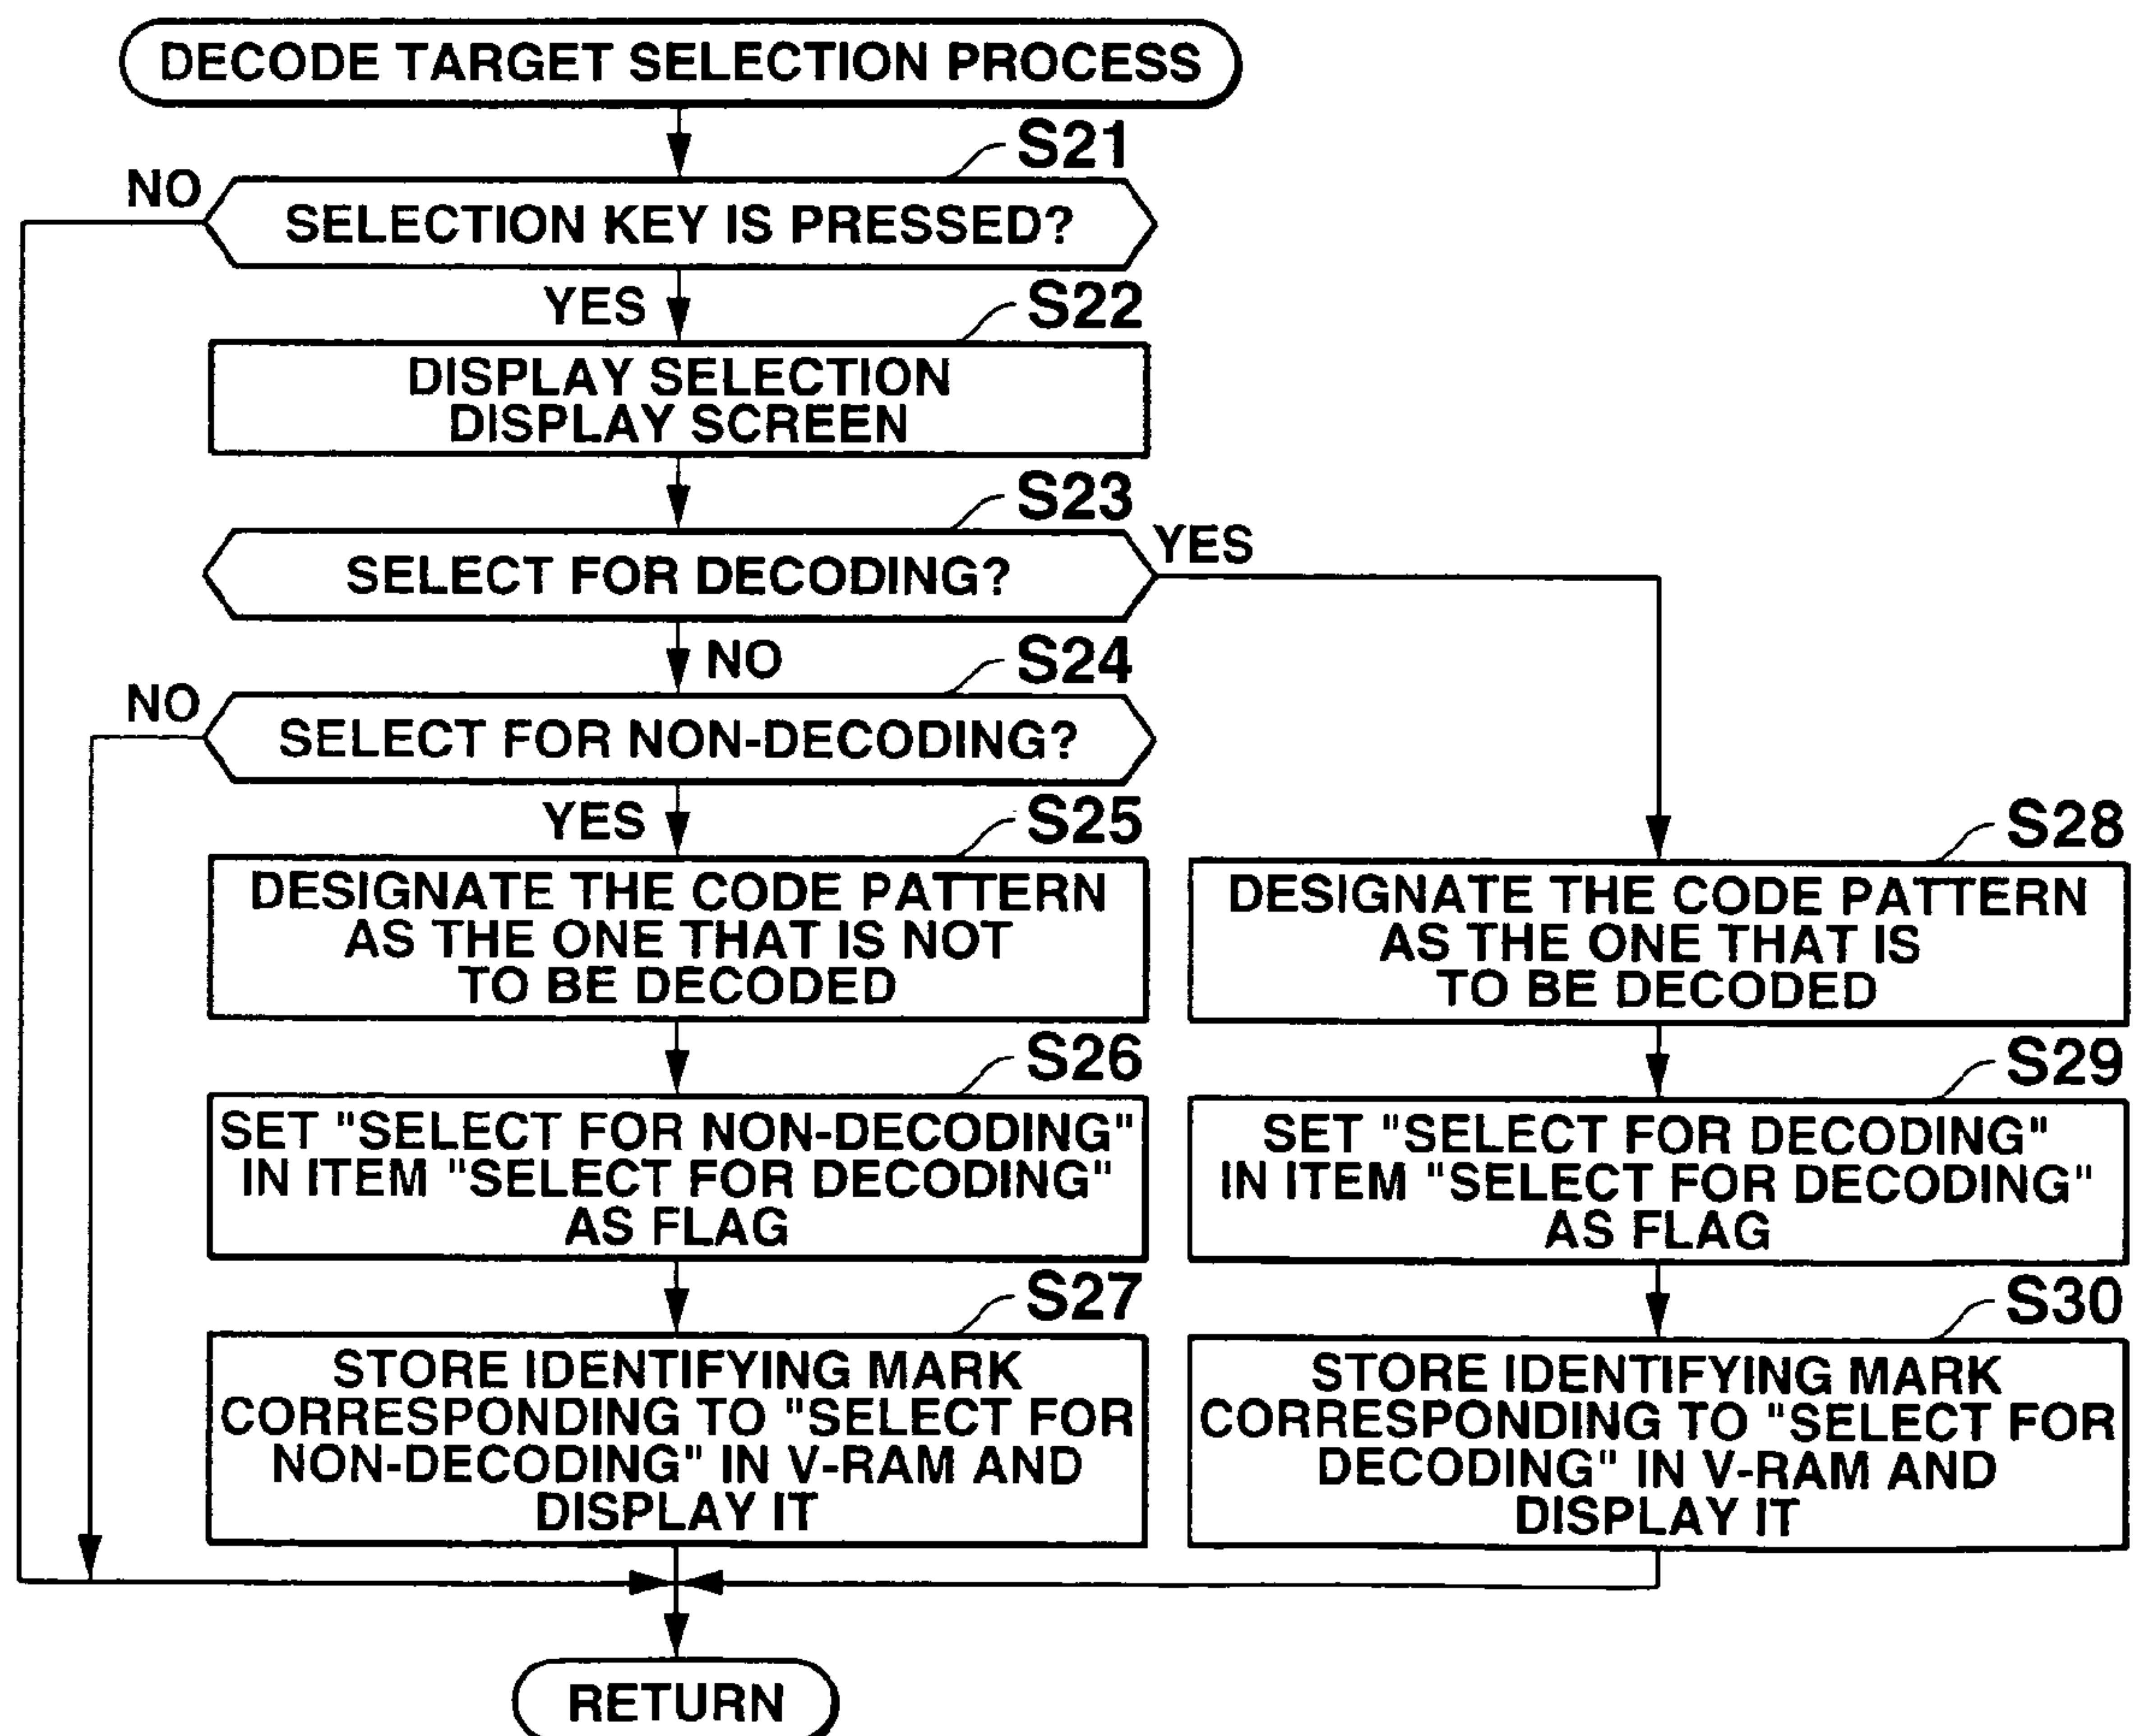 DECODE TARGET SELECTION PROCESS
S21
NO
SELECTION KEY IS PRESSED?
YES
S22
DISPLAY SELECTION
DISPLAY SCREEN
S23
YES
SELECT FOR DECODING?
NO
S24
NO
SELECT FOR NON-DECODING?
YES
S25
DESIGNATE THE CODE PATTERN
AS THE ONE THAT IS NOT
TO BE DECODED
S26
SET "SELECT FOR NON-DECODING"
IN ITEM "SELECT FOR DECODING"
AS FLAG
S27
STORE IDENTIFYING MARK
CORRESPONDING TO "SELECT FOR
NON-DECODING" IN V-RAM AND
DISPLAY IT
S28
DESIGNATE THE CODE PATTERN
AS THE ONE THAT IS
TO BE DECODED
S29
SET "SELECT FOR DECODING"
IN ITEM "SELECT FOR DECODING"
AS FLAG
S30
STORE IDENTIFYING MARK
CORRESPONDING TO "SELECT FOR
DECODING" IN V-RAM AND
DISPLAY IT
RETURN